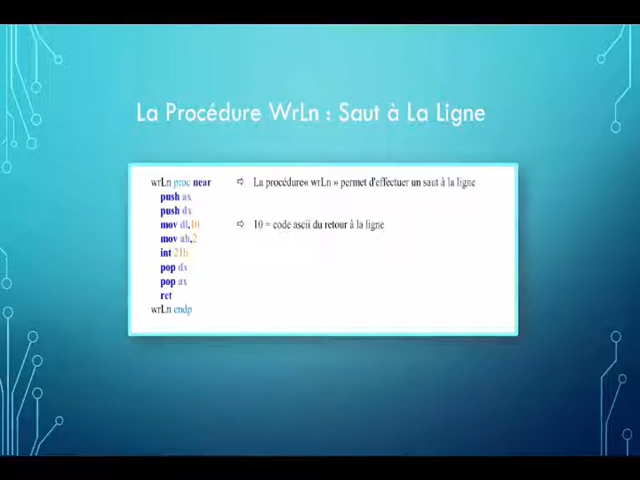 La Procédure WrLn : Saut à La Ligne
wrLn proc near ⇨ La procédure« wrLn » permet d'effectuer un saut à la ligne
push ax
push dx
mov dl,10 ⇨ 10 = code ascii du retour à la ligne
mov ah,2
int 21h
pop dx
pop ax
ret
wrLn endp